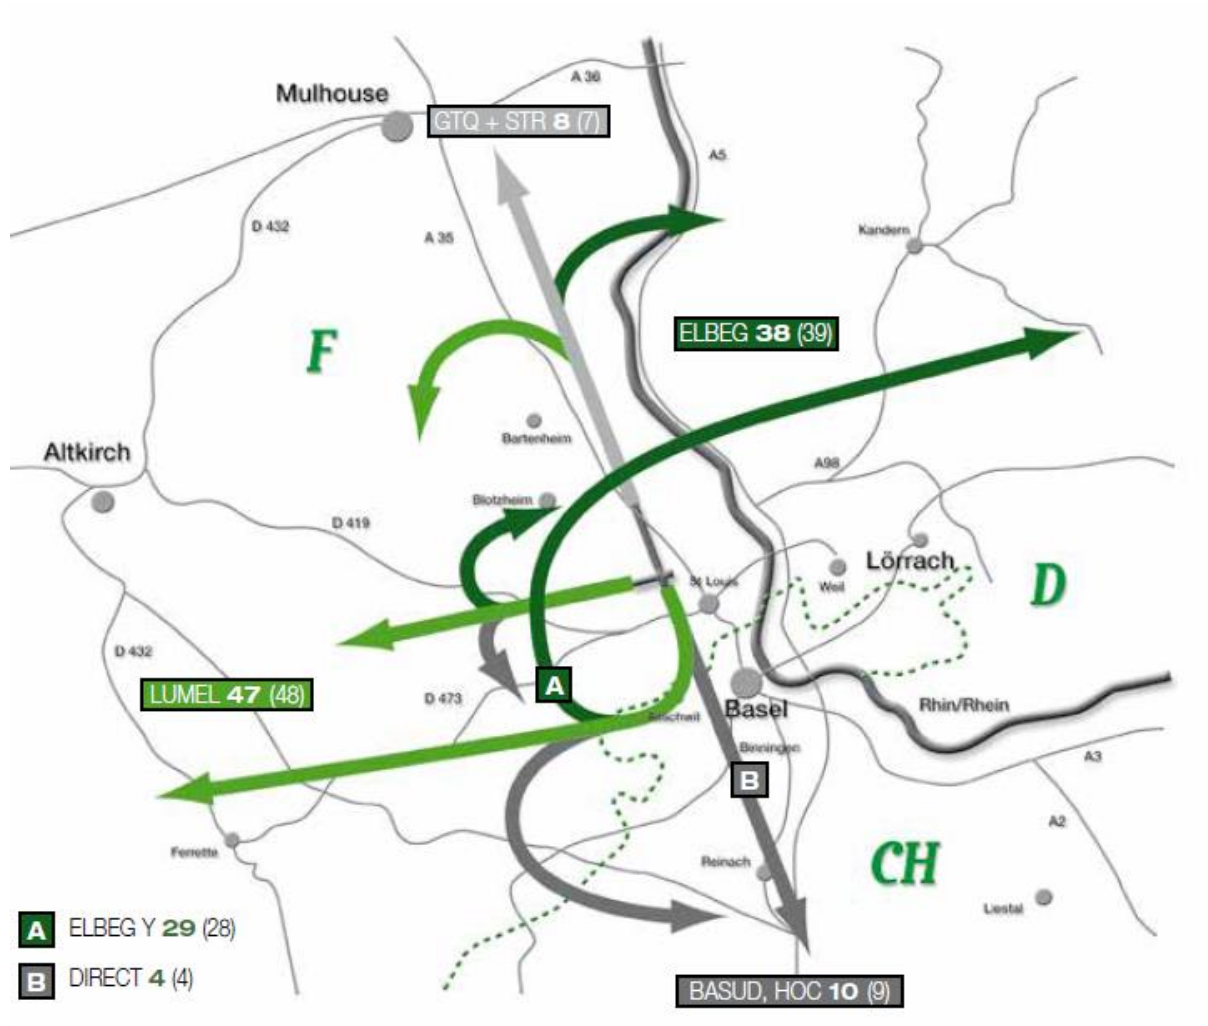 A 36
Mulhouse
GTQ + STR 8 (7)
A5
D 432
A 35
Kandern
F
ELBEG 38 (39)
Bartenheim
Altkirch
A98
Blotzheim
D 419
Lörrach
St Louis
Weil
D
D 432
LUMEL 47 (48)
D 473
A
Rhin/Rhein
Basel
Allschwil
Binningen
A3
B
A2
Ferrette
Reinach
CH
Liestal
A ELBEG Y 29 (28)
B DIRECT 4 (4)
BASUD, HOC 10 (9)